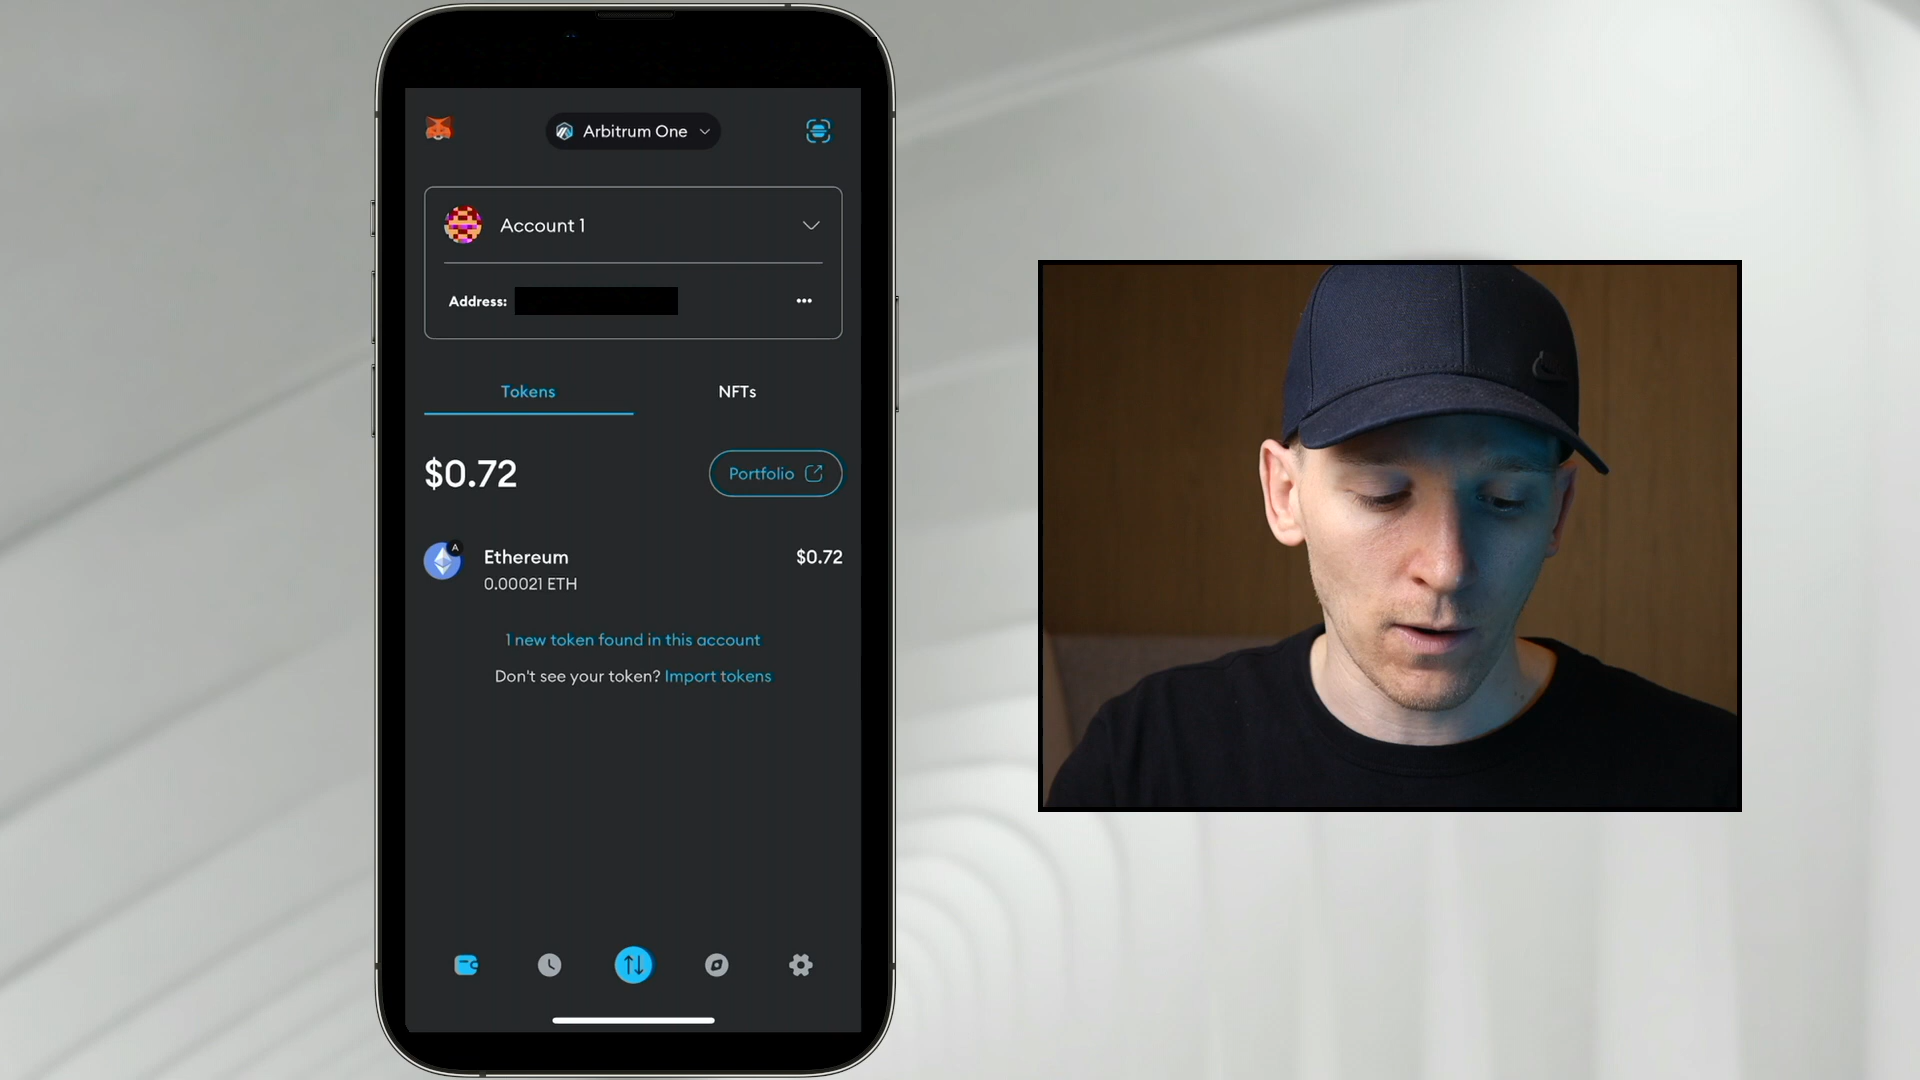 Arbitrum One
Account 1
Address:
Tokens
NFTs
$0.72
Portfolio
A
Ethereum
$0.72
0.00021 ETH
1 new token found in this account
Don't see your token? Import tokens